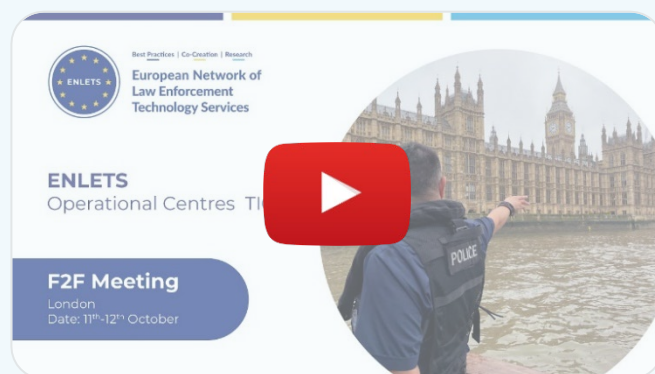 Best Practices | Co-Creation | Research
ENLETS
European Network of
Law Enforcement
Technology Services
ENLETS
Operational Centres
POLICE
F2F Meeting
London
Date: 11th-12th October